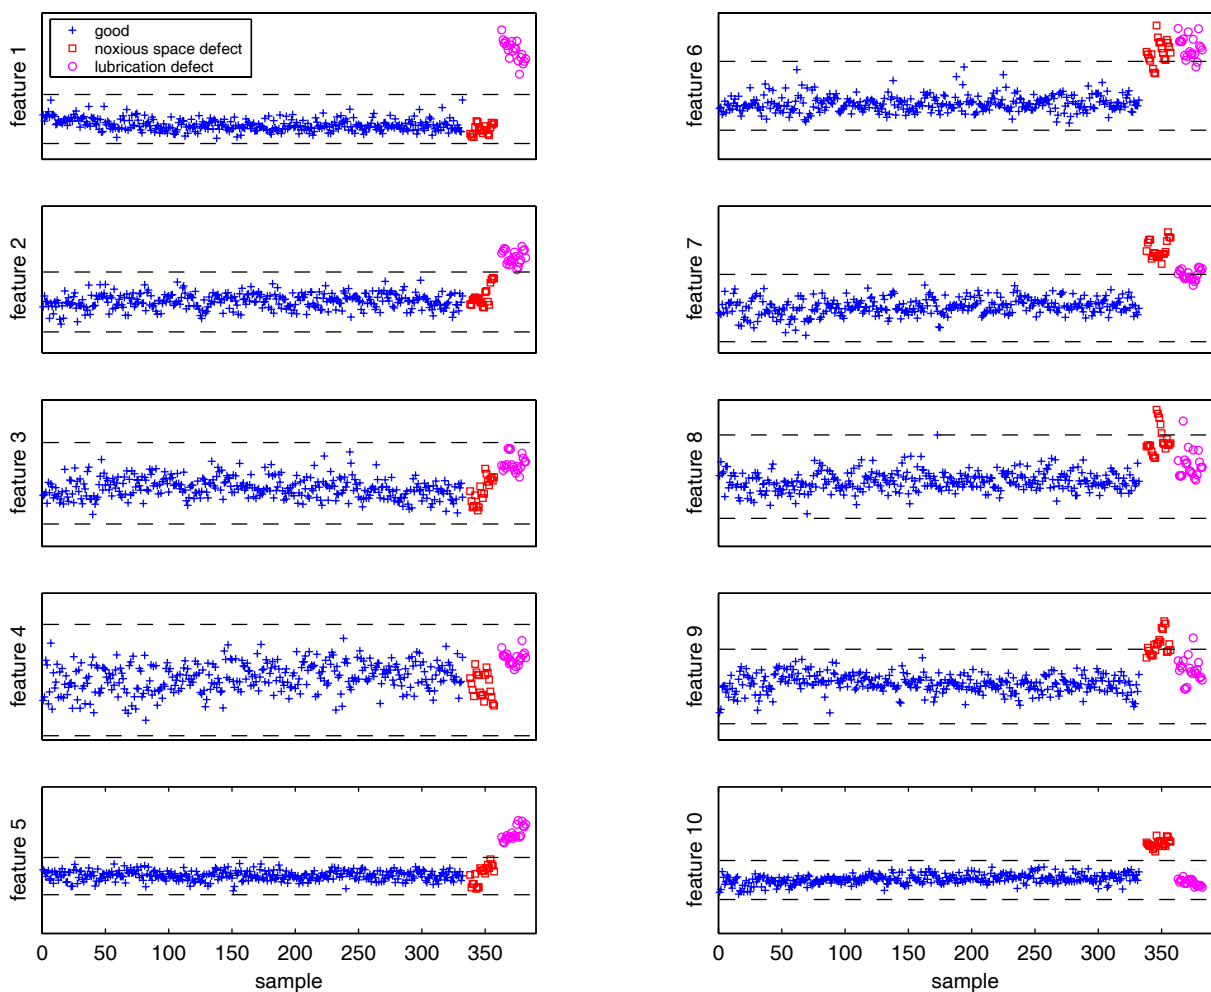 good
noxious space defect
lubrication defect
feature 1
feature 6
feature 2
feature 7
feature 3
feature 8
feature 4
feature 9
feature 5
feature 10
0 50 100 150 200 250 300 350
sample
0 50 100 150 200 250 300 350
sample